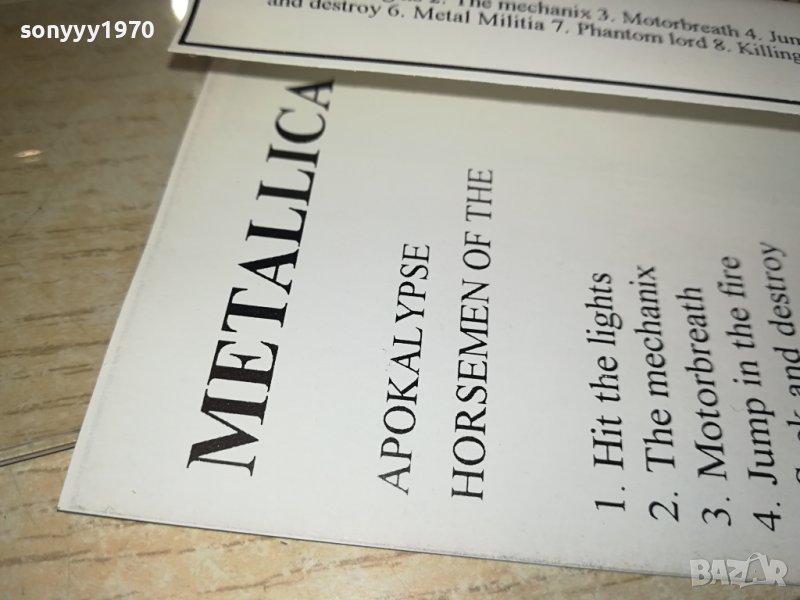 sonyyy1970
2. The mechanix 3. Motorbreath 4. Jum
and destroy 6. Metal Militia 7. Phantom lord 8. Killing
METALLICA
APOKALYPSE
HORSEMEN OF THE
1. Hit the lights
2. The mechanix
3. Motorbreath
4. Jump in the fire
and destroy
BAZAR